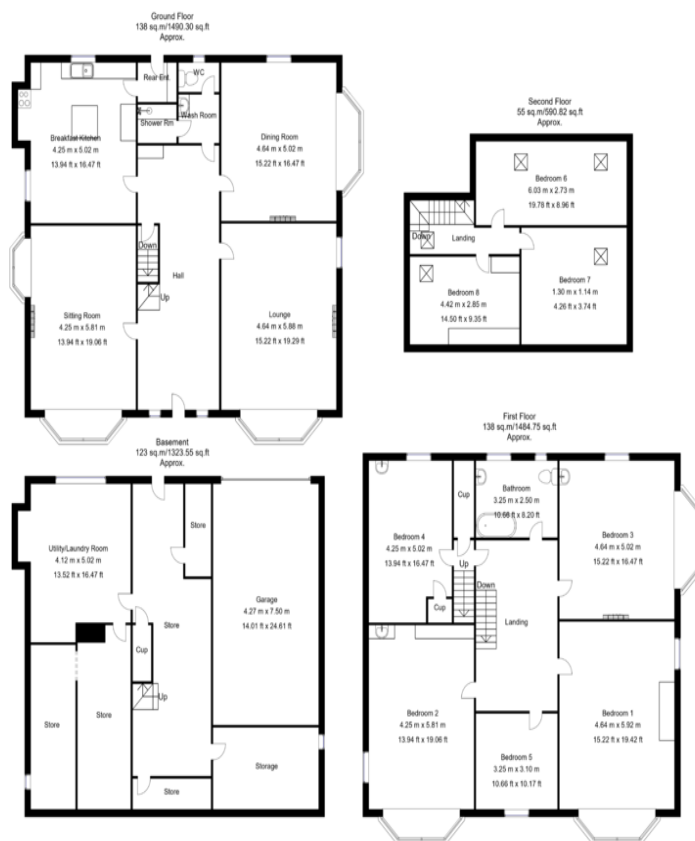 Ground Floor
138 sq.m/1490.30 sq.ft
Approx.
Rear Ent.
WC
Breakfast Kitchen
4.25 m x 5.02 m
13.94 ft x 16.47 ft
Shower Rm
Wash Room
Dining Room
4.64 m x 5.02 m
15.22 ft x 16.47 ft
Down
Hall
Up
Sitting Room
4.25 m x 5.81 m
13.94 ft x 19.06 ft
Lounge
4.64 m x 5.88 m
15.22 ft x 19.29 ft
Second Floor
55 sq.m/590.82 sq.ft
Approx.
Bedroom 6
6.03 m x 2.73 m
19.78 ft x 8.96 ft
Down
Landing
Bedroom 7
1.30 m x 1.14 m
4.26 ft x 3.74 ft
Bedroom 8
4.42 m x 2.85 m
14.50 ft x 9.35 ft
Basement
123 sq.m/1323.55 sq.ft
Approx.
Store
Utility/Laundry Room
4.12 m x 5.02 m
13.52 ft x 16.47 ft
Garage
4.27 m x 7.50 m
14.01 ft x 24.61 ft
Store
Cup
Up
Store
Store
Storage
Store
First Floor
138 sq.m/1484.75 sq.ft
Approx.
Cup
Bathroom
3.25 m x 2.50 m
10.66 ft x 8.20 ft
Bedroom 4
4.25 m x 5.02 m
13.94 ft x 16.47 ft
Bedroom 3
4.64 m x 5.02 m
15.22 ft x 16.47 ft
Up
Down
Cup
Landing
Bedroom 2
4.25 m x 5.81 m
13.94 ft x 19.06 ft
Bedroom 1
4.64 m x 5.92 m
15.22 ft x 19.42 ft
Bedroom 5
3.25 m x 3.10 m
10.66 ft x 10.17 ft